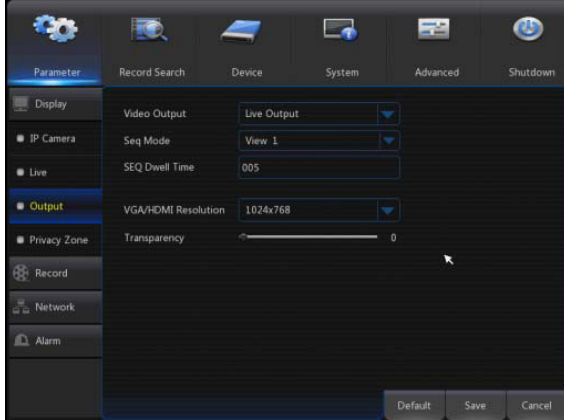 Parameter
Record Search
Device
System
Advanced
Shutdown
Display
IP Camera
Live
Output
Privacy Zone
Record
Network
Alarm
Video Output Live Output
Seq Mode View 1
SEQ Dwell Time 005
VGA/HDMI Resolution 1024x768
Transparency 0
Default
Save
Cancel